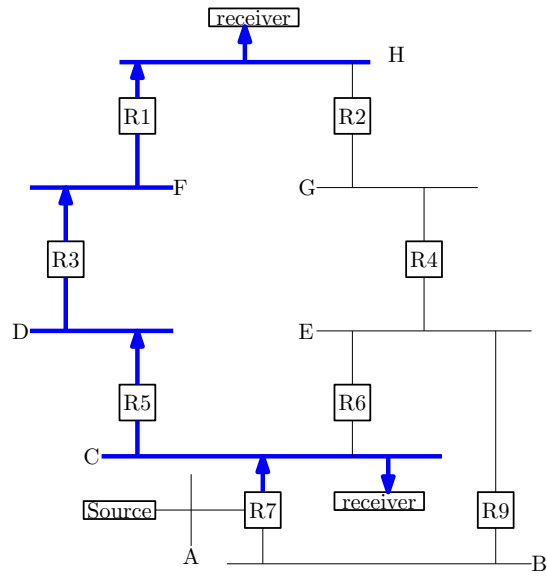 receiver
H
R1 R2
F G
R3 R4
D E
R5 R6
C
receiver
Source R7 R9
A B